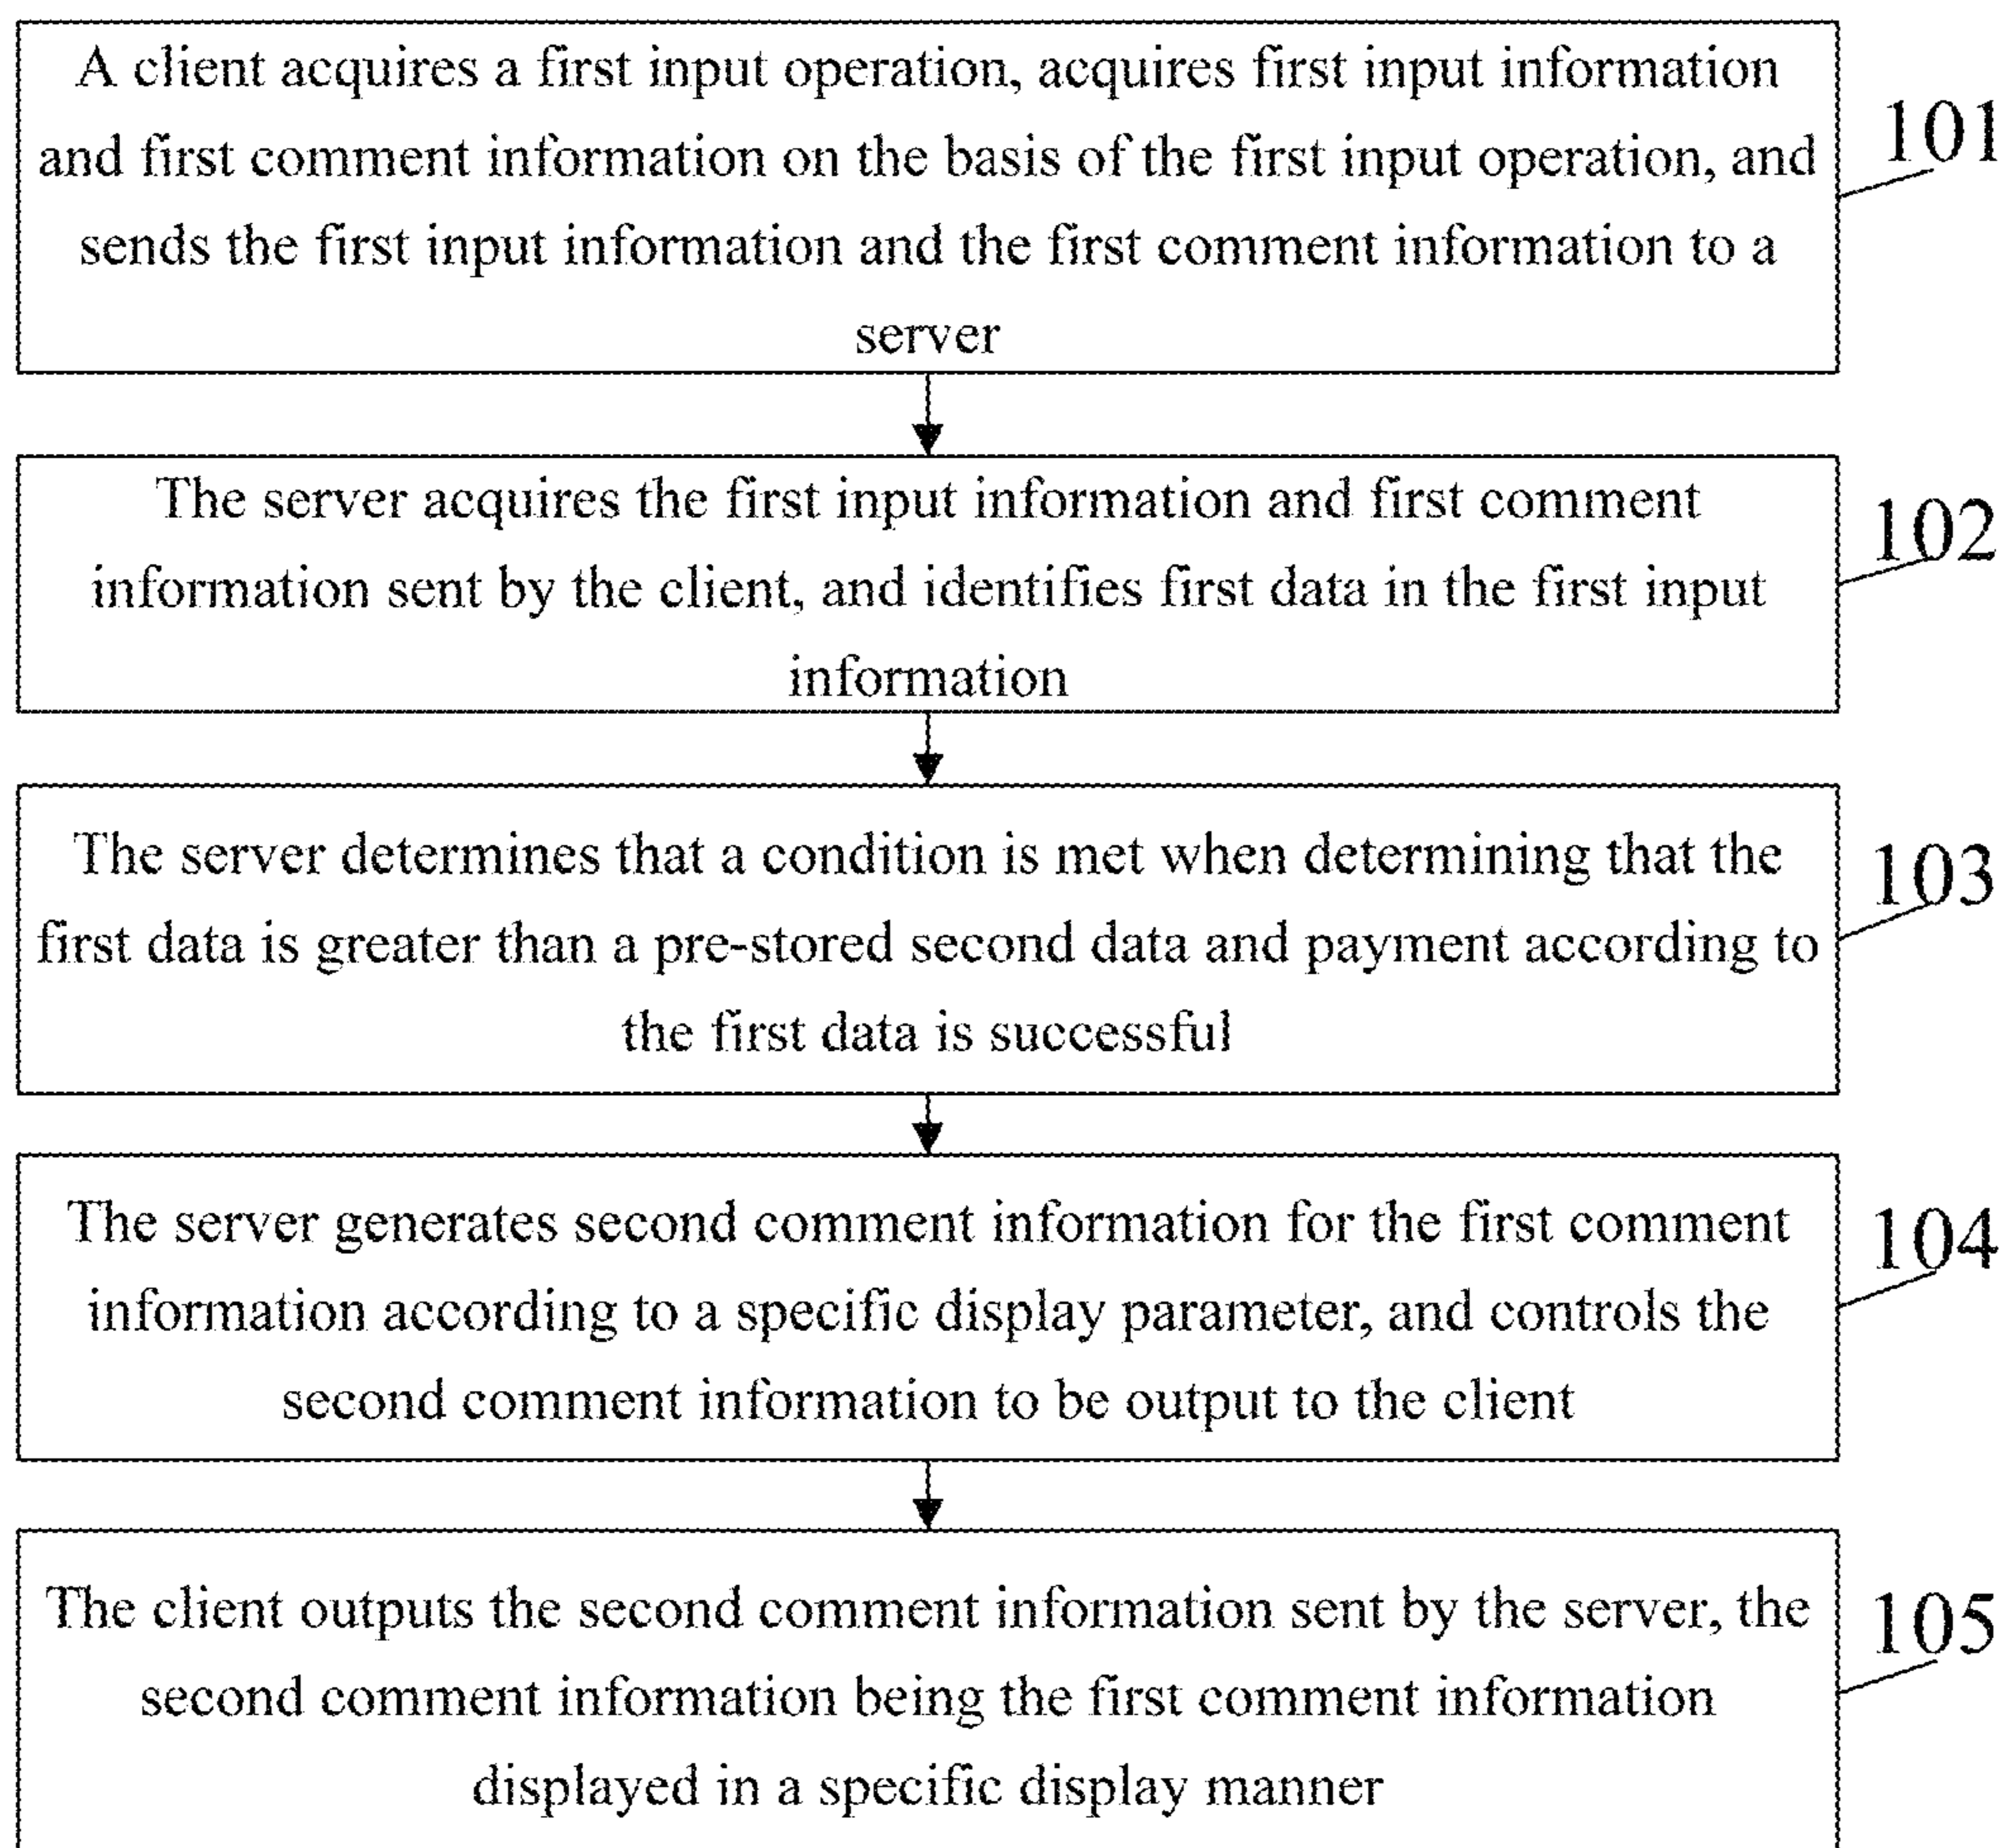 A client acquires a first input operation, acquires first input information
and first comment information on the basis of the first input operation, and
sends the first input information and the first comment information to a
server
101
The server acquires the first input information and first comment
information sent by the client, and identifies first data in the first input
information
102
The server determines that a condition is met when determining that the
first data is greater than a pre-stored second data and payment according to
the first data is successful
103
The server generates second comment information for the first comment
information according to a specific display parameter, and controls the
second comment information to be output to the client
104
The client outputs the second comment information sent by the server, the
second comment information being the first comment information
displayed in a specific display manner
105